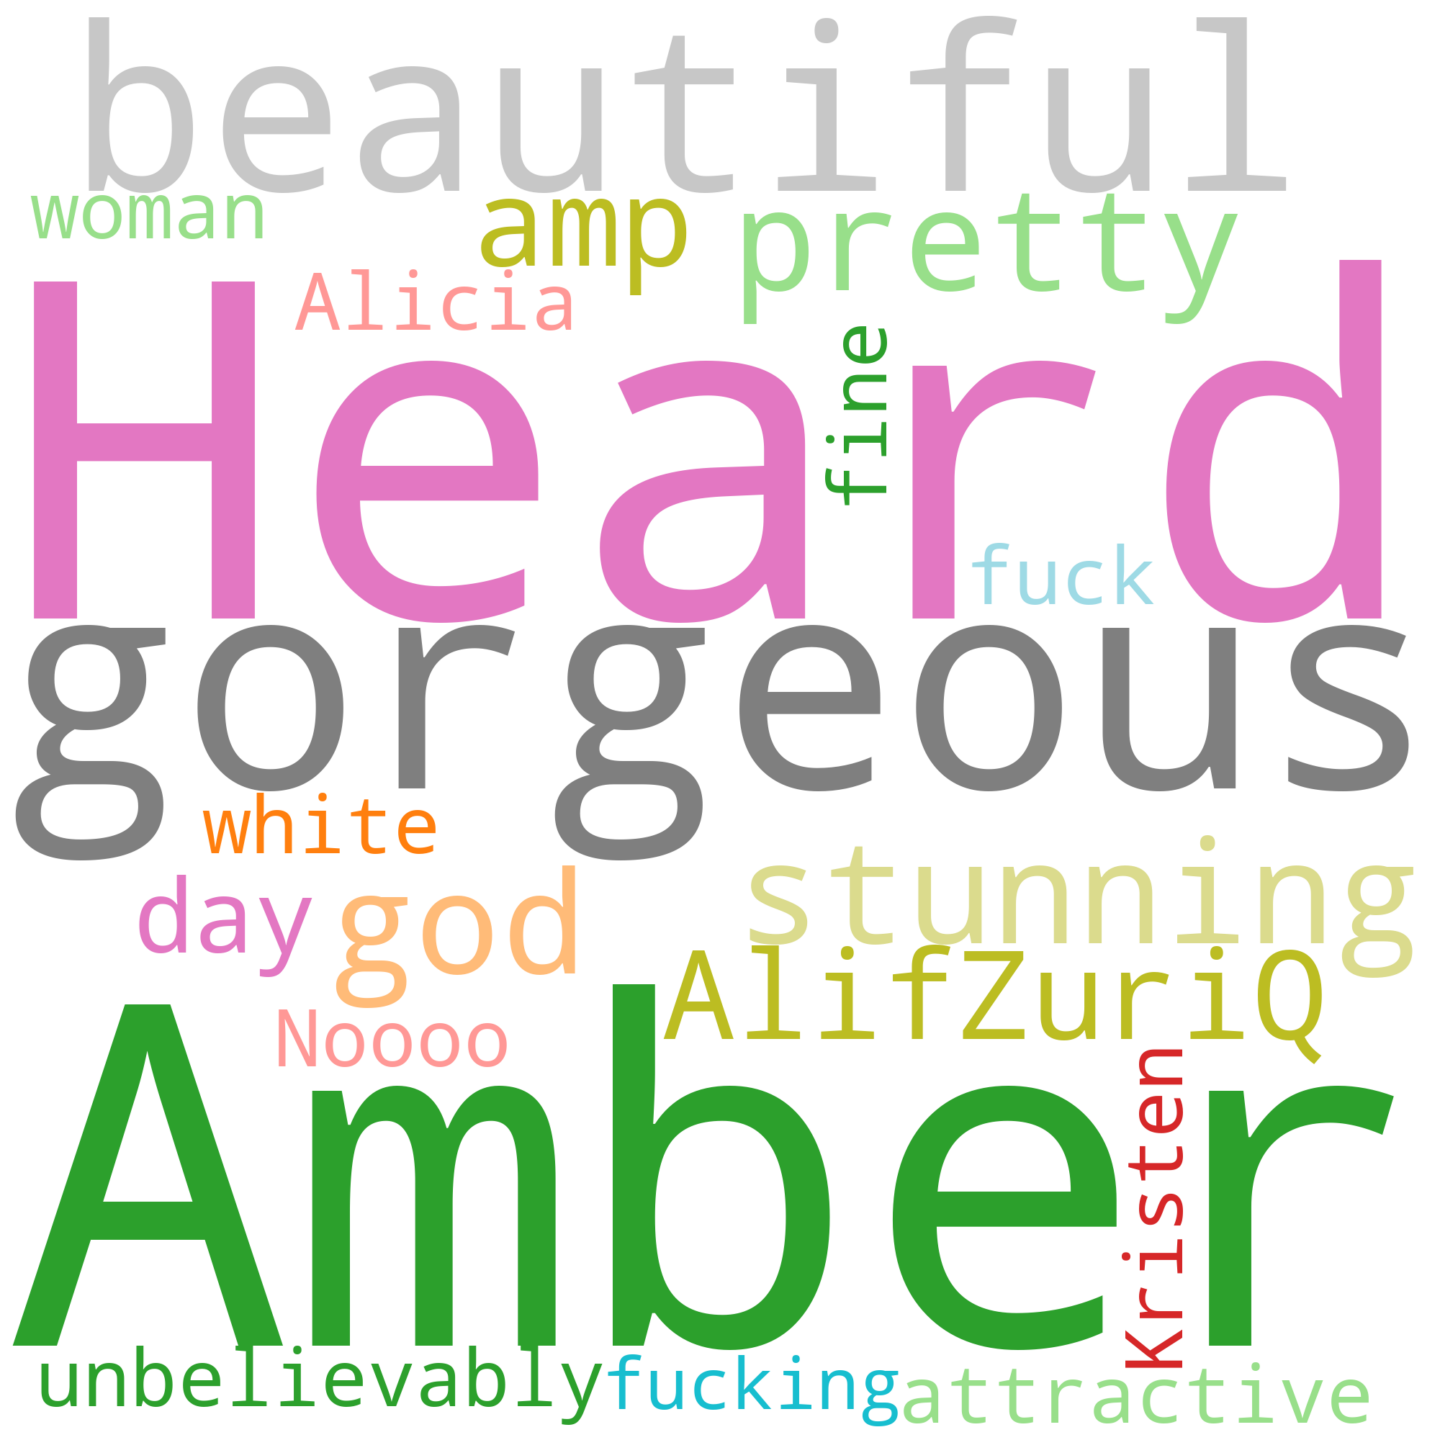 beautiful
woman
amp
pretty
Alicia
Heard
fine
fuck
gorgeous
white
stunning
day
god
AlifZuriQ
Noooo
Amber
Kristen
unbelievably
fucking
attractive